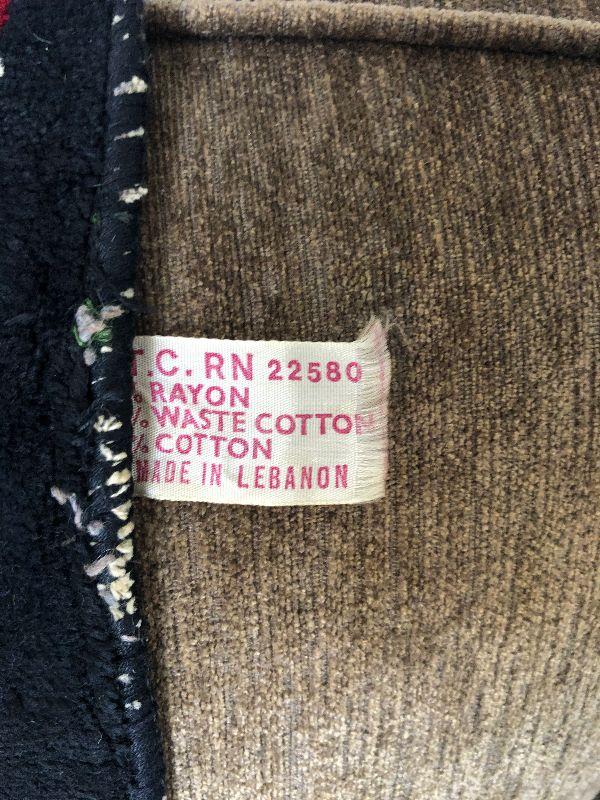 T.C. RN 22580
% RAYON
% WASTE COTTON
% COTTON
MADE IN LEBANON